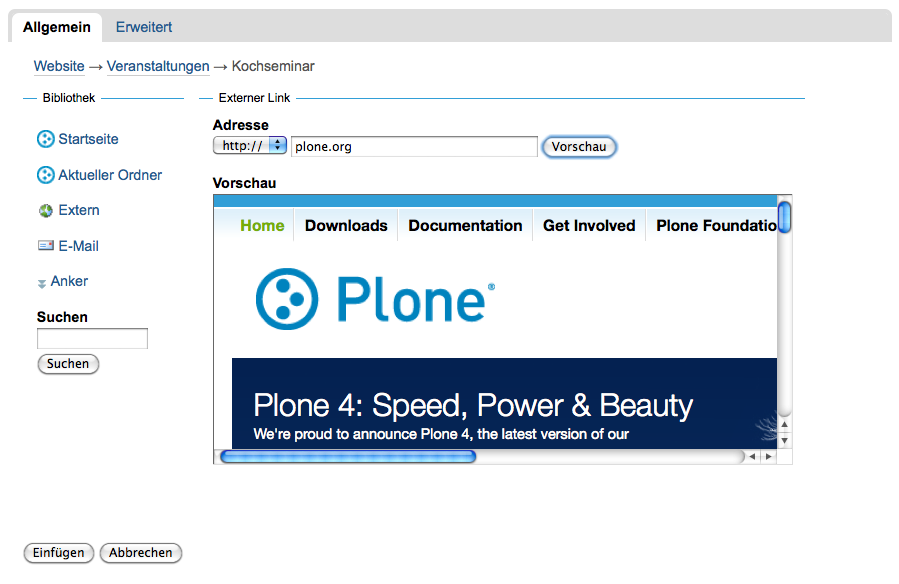 Allgemein Erweitert
Website → Veranstaltungen → Kochseminar
Bibliothek
Startseite
Aktueller Ordner
Extern
E-Mail
Anker
Suchen
Suchen
Externer Link
Adresse
http:// plone.org Vorschau
Vorschau
Home Downloads Documentation Get Involved Plone Foundatio
Plone®
Plone 4: Speed, Power & Beauty
We're proud to announce Plone 4, the latest version of our
Einfügen Abbrechen